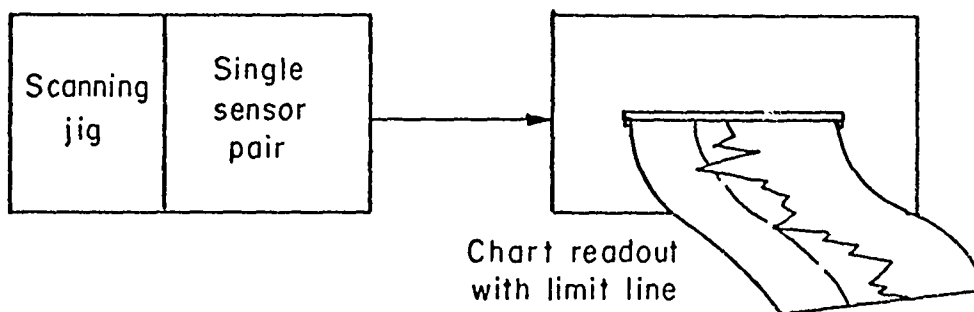 Scanning
jig
Single
sensor
pair
Chart readout
with limit line